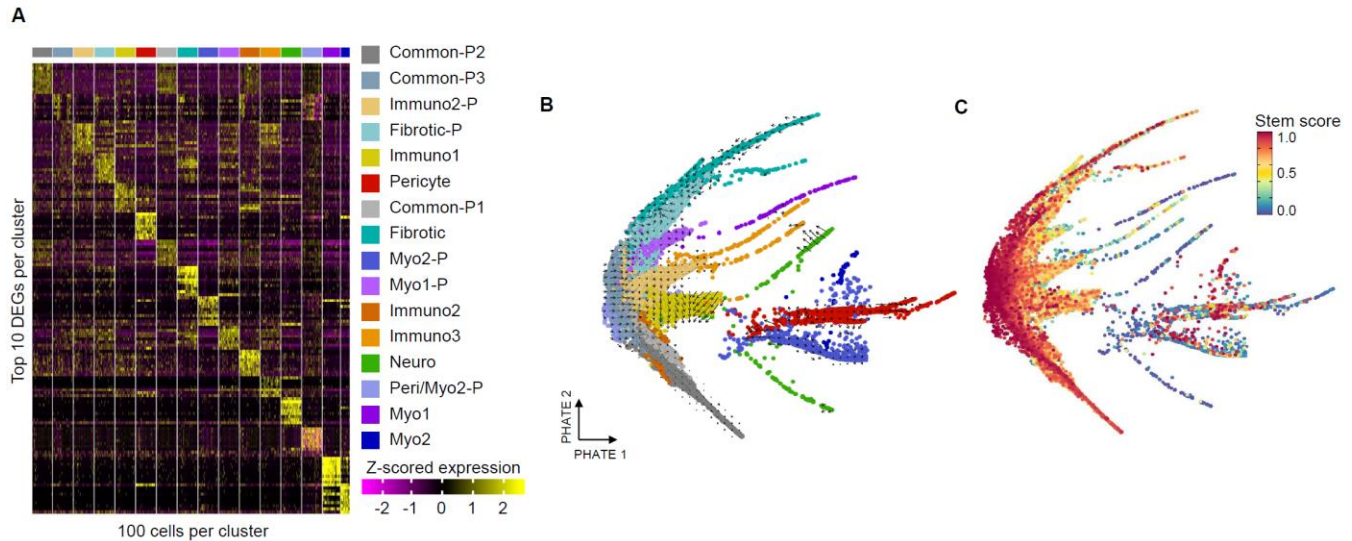 A
Top 10 DEGs per cluster
100 cells per cluster
Common-P2
Common-P3
Immuno2-P
Fibrotic-P
Immuno1
Pericyte
Common-P1
Fibrotic
Myo2-P
Myo1-P
Immuno2
Immuno3
Neuro
Peri/Myo2-P
Myo1
Myo2
Z-scored expression
-2 -1 0 1 2
B
PHATE 2
PHATE 1
C
Stem score
1.0
0.0